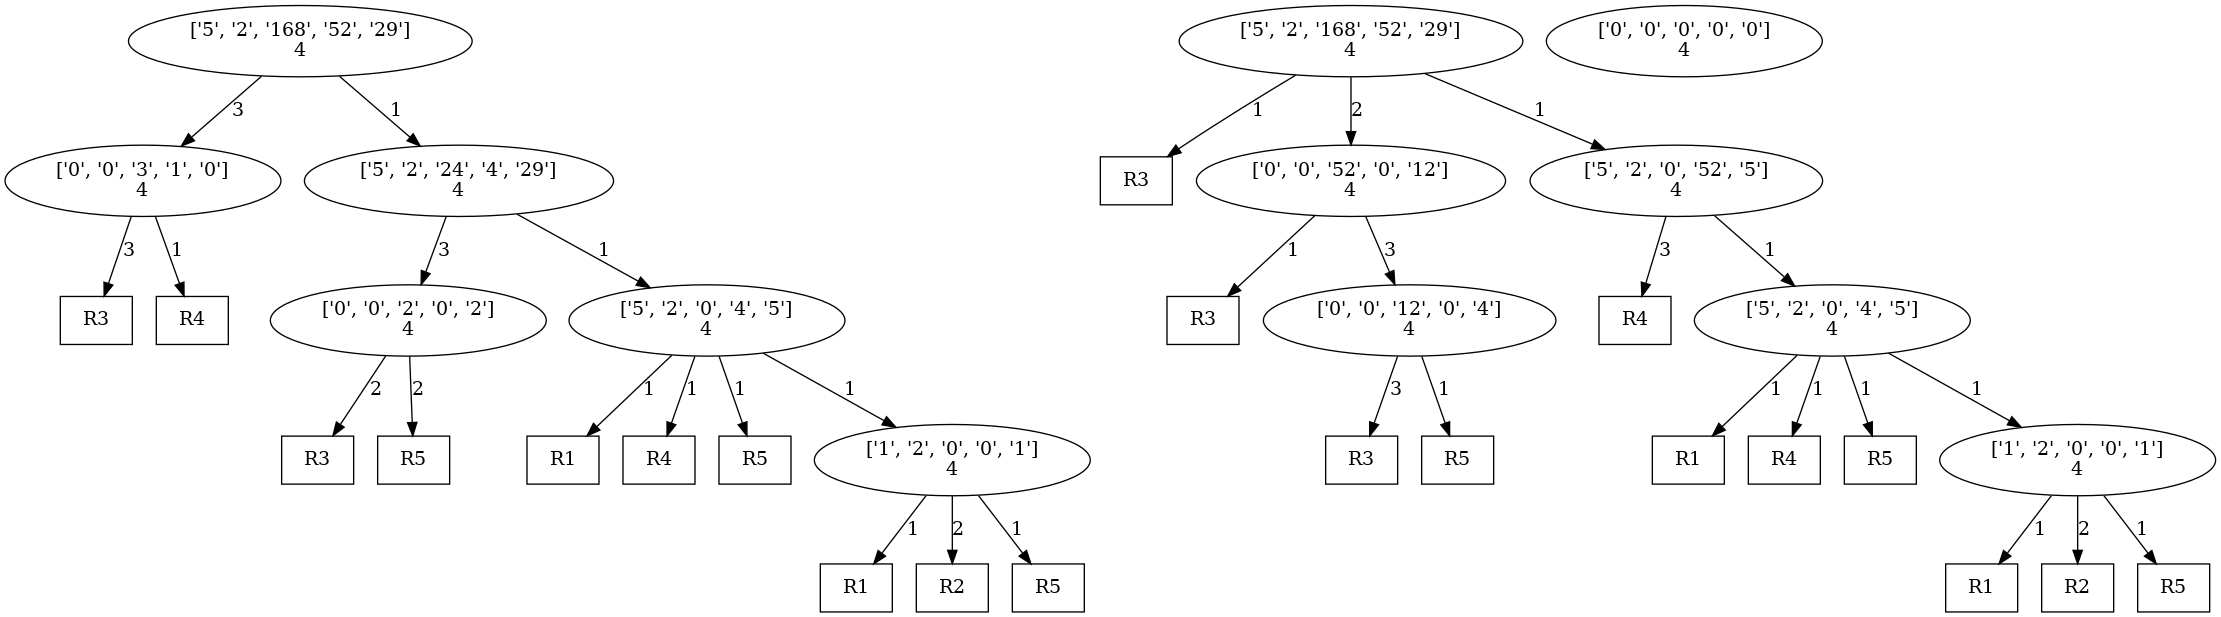 ['5', '2', '168', '52', '29']
4
['5', '2', '168', '52', '29']
4
['0', '0', '0', '0', '0']
4
3
1
1
2
1
['0', '0', '3', '1', '0']
4
['5', '2', '24', '4', '29']
4
R3
['0', '0', '52', '0', '12']
4
['5', '2', '0', '52', '5']
4
3
1
3
1
1
3
3
1
R3
R4
['0', '0', '2', '0', '2']
4
['5', '2', '0', '4', '5']
4
R3
['0', '0', '12', '0', '4']
4
R4
['5', '2', '0', '4', '5']
4
2
2
1
1
1
1
3
1
1
1
1
1
R3
R5
R1
R4
R5
['1', '2', '0', '0', '1']
4
R3
R5
R1
R4
R5
['1', '2', '0', '0', '1']
4
1
2
1
1
2
1
R1
R2
R5
R1
R2
R5